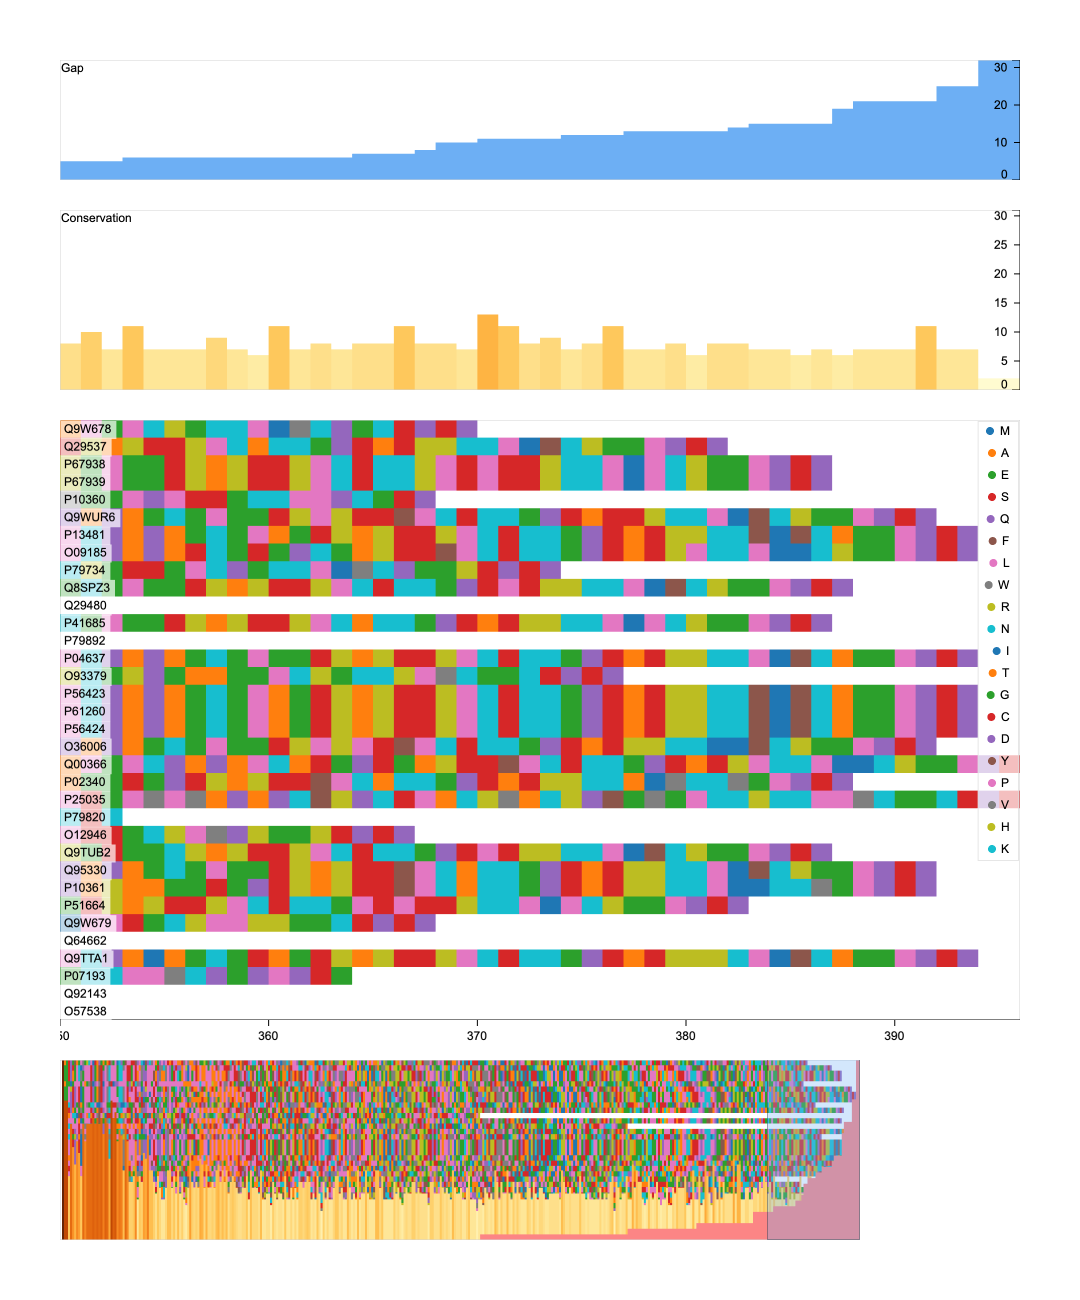 Gap
30
20
10
0
Conservation
30
25
20
15
10
5
0
Q9W678
Q29537
P67938
P67939
P10360
Q9WUR6
P13481
O09185
P79734
Q8SPZ3
Q29480
P41685
P79892
P04637
O93379
P56423
P61260
P56424
O36006
Q00366
P02340
P25035
P79820
O12946
Q9TUB2
Q95330
P10361
P51664
Q9W679
Q64662
Q9TTA1
P07193
Q92143
O57538
M
A
E
S
Q
F
L
W
R
N
I
T
G
C
D
Y
P
V
H
K
360
370
380
390